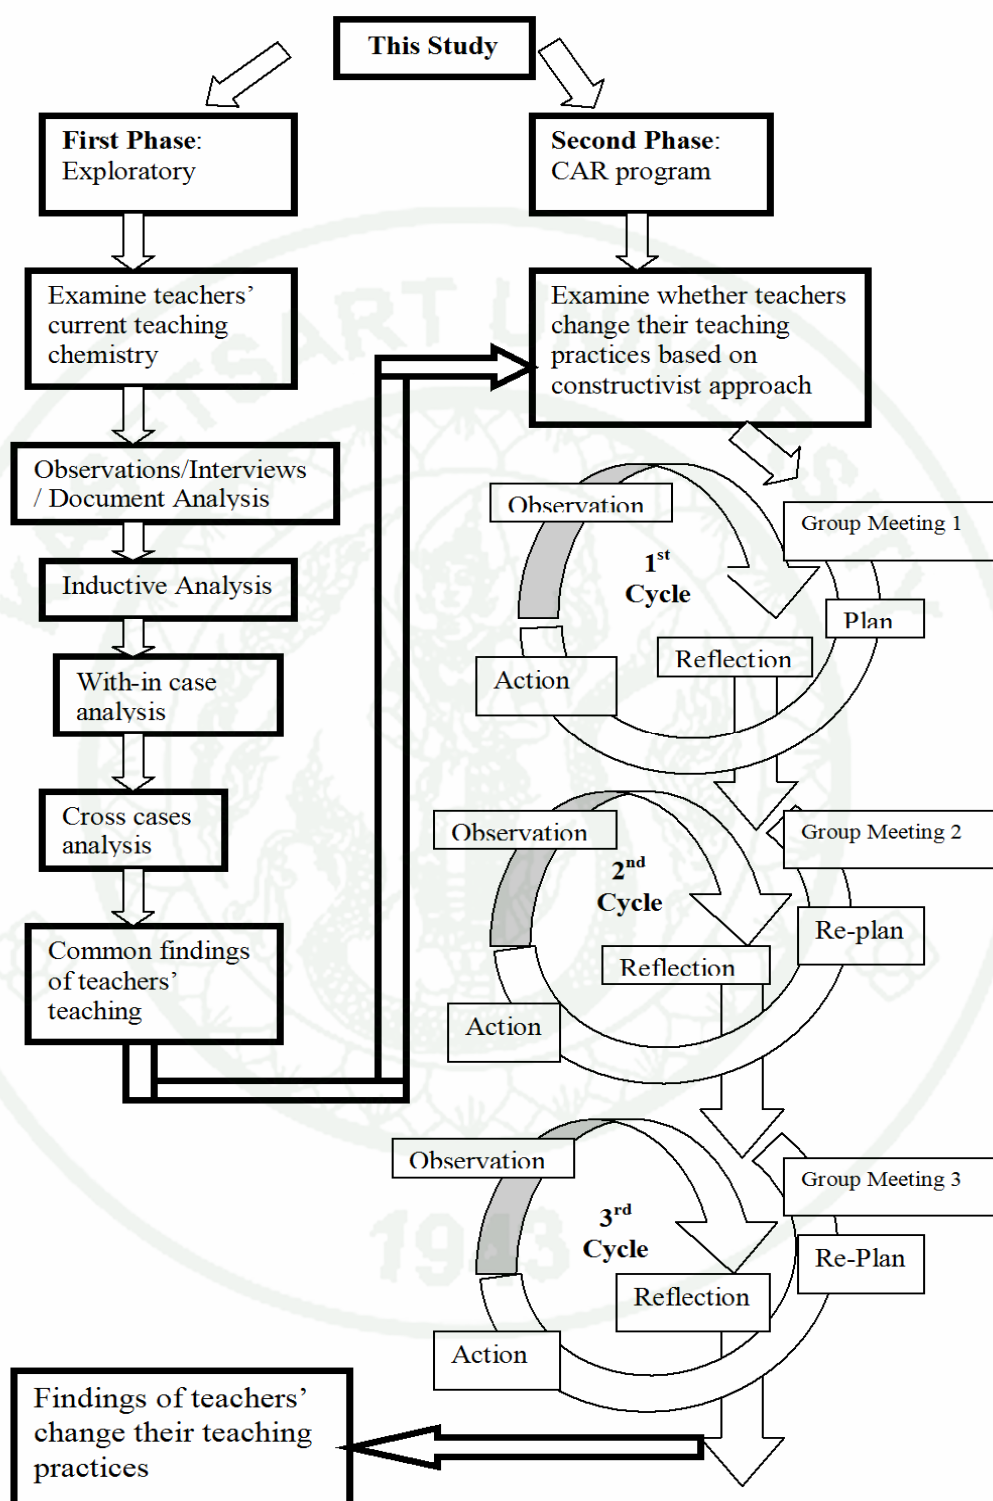 This Study
First Phase:
Exploratory
Second Phase:
CAR program
Examine teachers’
current teaching
chemistry
Examine whether teachers
change their teaching
practices based on
constructivist approach
Observations/Interviews
/ Document Analysis
Inductive Analysis
With-in case
analysis
Cross cases
analysis
Common findings
of teachers’
teaching
Observation
Group Meeting 1
1st
Cycle
Plan
Reflection
Action
Observation
Group Meeting 2
2nd
Cycle
Re-plan
Reflection
Action
Observation
Group Meeting 3
3rd
Cycle
Re-Plan
Reflection
Action
Findings of teachers’
change their teaching
practices
KASETSART UNIVERSITY
1943